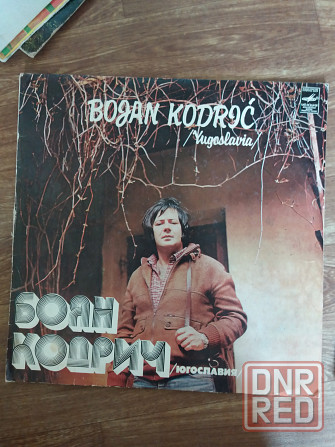 BOJAN KODRIĆ
/Yugoslavia/
БОЯН
КОДРИЧ
/ЮГОСЛАВИЯ/
DNR
RED